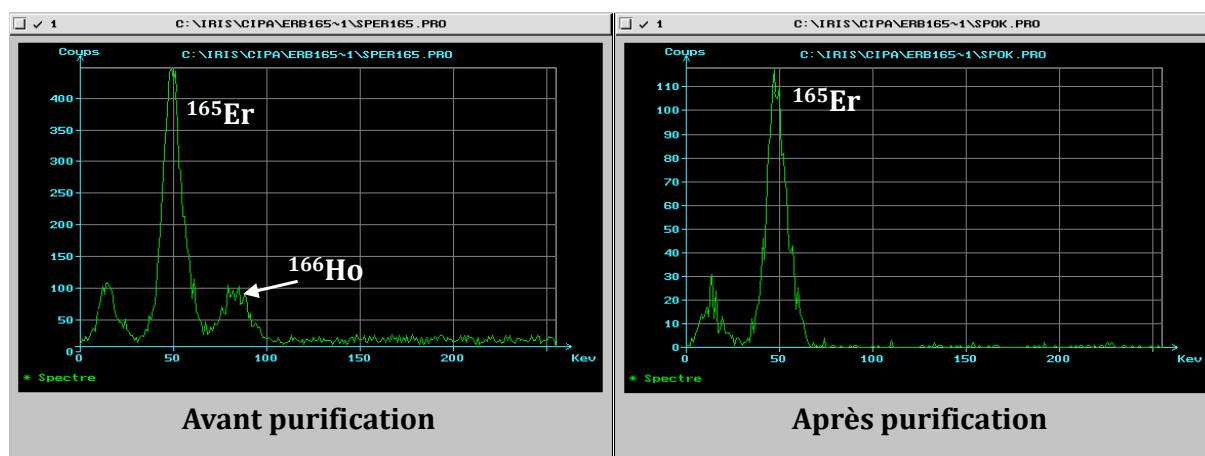 1 C:\IRIS\CIPA\ERB165~1\SPER165.PRO
Coups C:\IRIS\CIPA\ERB165~1\SPER165.PRO
400
350
300
250
200
150
100
50
0
0 50 100 150 200 Kev
¹⁶⁵Er
¹⁶⁶Ho
* Spectre
Avant purification
1 C:\IRIS\CIPA\ERB165~1\SPOK.PRO
Coups C:\IRIS\CIPA\ERB165~1\SPOK.PRO
110
100
90
80
70
60
50
40
30
20
10
0
0 50 100 150 200 Kev
¹⁶⁵Er
* Spectre
Après purification